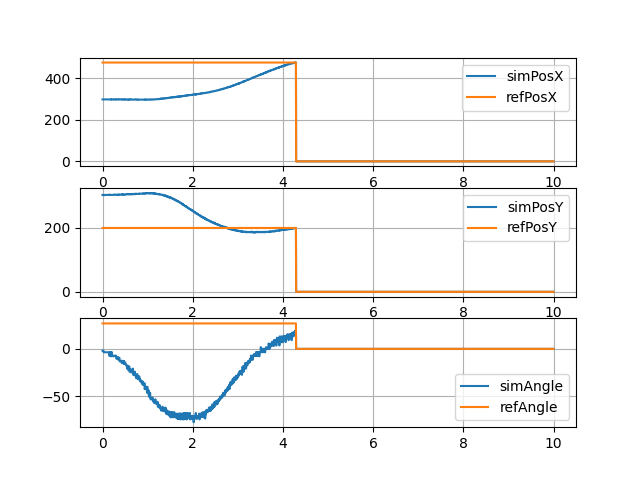 400
200
0
simPosX
refPosX
0 2 4 6 8 10
200
0
simPosY
refPosY
0 2 4 6 8 10
0
−50
simAngle
refAngle
0 2 4 6 8 10